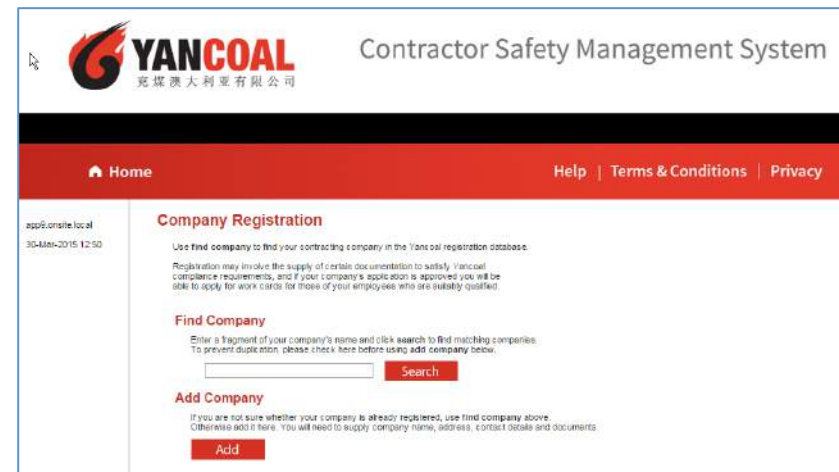 YANCOAL
兖煤澳大利亚有限公司
Contractor Safety Management System
Home
Help | Terms & Conditions | Privacy
app9.onsite.local
30-Mar-2015 12:50
Company Registration
Use find company to find your contracting company in the Yancoal registration database.
Registration may involve the supply of certain documentation to satisfy Yancoal
compliance requirements, and if your company's application is approved you will be
able to apply for work cards for those of your employees who are suitably qualified.
Find Company
Enter a fragment of your company's name and click search to find matching companies.
To prevent duplication, please check here before using add company below.
Search
Add Company
If you are not sure whether your company is already registered, use find company above.
Otherwise add it here. You will need to supply company name, address, contact details and documents.
Add